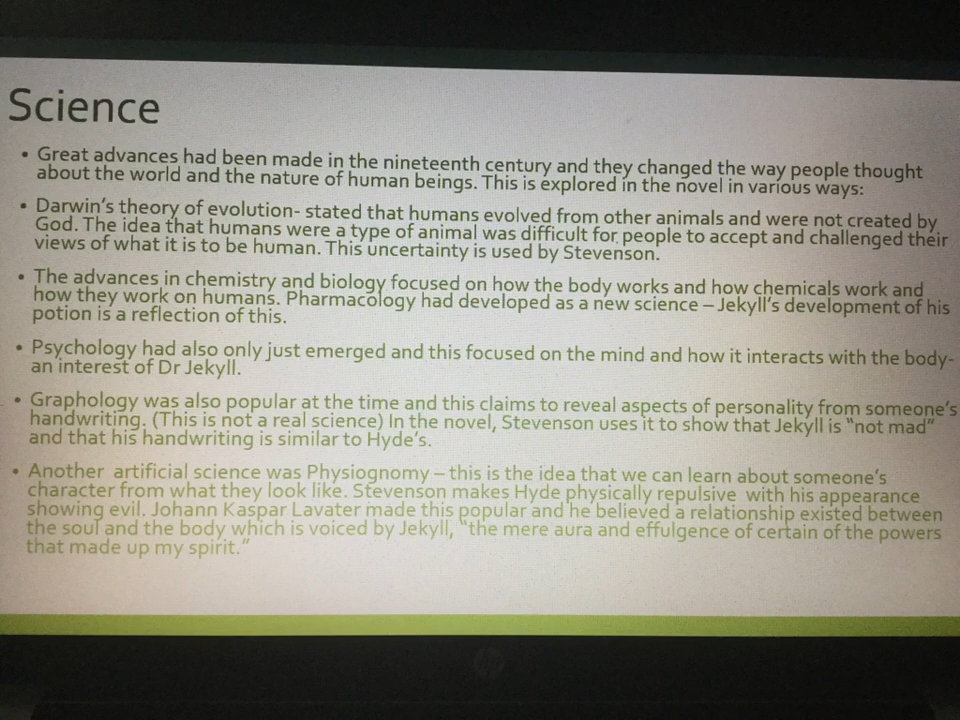 Science
• Great advances had been made in the nineteenth century and they changed the way people thought
about the world and the nature of human beings. This is explored in the novel in various ways:
• Darwin's theory of evolution- stated that humans evolved from other animals and were not created by
God. The idea that humans were a type of animal was difficult for people to accept and challenged their
views of what it is to be human. This uncertainty is used by Stevenson.
• The advances in chemistry and biology focused on how the body works and how chemicals work and
how they work on humans. Pharmacology had developed as a new science – Jekyll's development of his
potion is a reflection of this.
• Psychology had also only just emerged and this focused on the mind and how it interacts with the body-
an interest of Dr Jekyll.
• Graphology was also popular at the time and this claims to reveal aspects of personality from someone's
handwriting. (This is not a real science) In the novel, Stevenson uses it to show that Jekyll is "not mad"
and that his handwriting is similar to Hyde's.
• Another artificial science was Physiognomy – this is the idea that we can learn about someone's
character from what they look like. Stevenson makes Hyde physically repulsive with his appearance
showing evil. Johann Kaspar Lavater made this popular and he believed a relationship existed between
the soul and the body which is voiced by Jekyll, "the mere aura and effulgence of certain of the powers
that made up my spirit."
hp